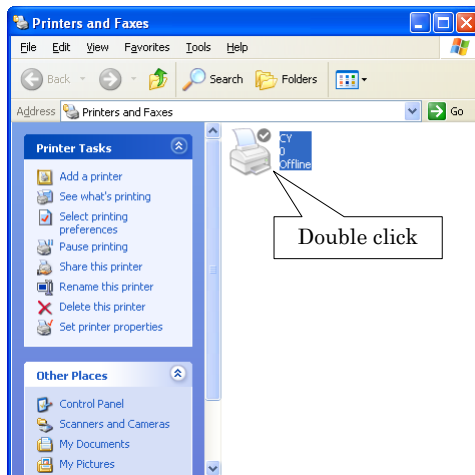 Printers and Faxes
File Edit View Favorites Tools Help
Back Search Folders
Address Printers and Faxes Go
Printer Tasks
Add a printer
See what's printing
Select printing
preferences
Pause printing
Share this printer
Rename this printer
Delete this printer
Set printer properties
Other Places
Control Panel
Scanners and Cameras
My Documents
My Pictures
CY
0
Offline
Double click